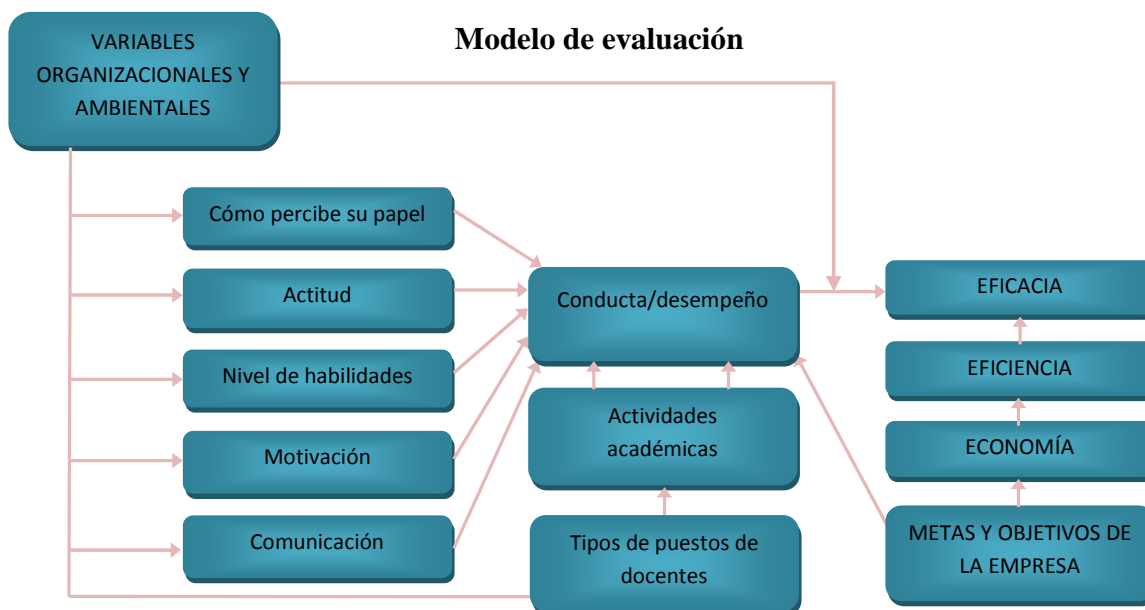 Modelo de evaluación
VARIABLES
ORGANIZACIONALES Y
AMBIENTALES
Cómo percibe su papel
Actitud
Nivel de habilidades
Motivación
Comunicación
Conducta/desempeño
Actividades
académicas
Tipos de puestos de
docentes
EFICACIA
EFICIENCIA
ECONOMÍA
METAS Y OBJETIVOS DE
LA EMPRESA